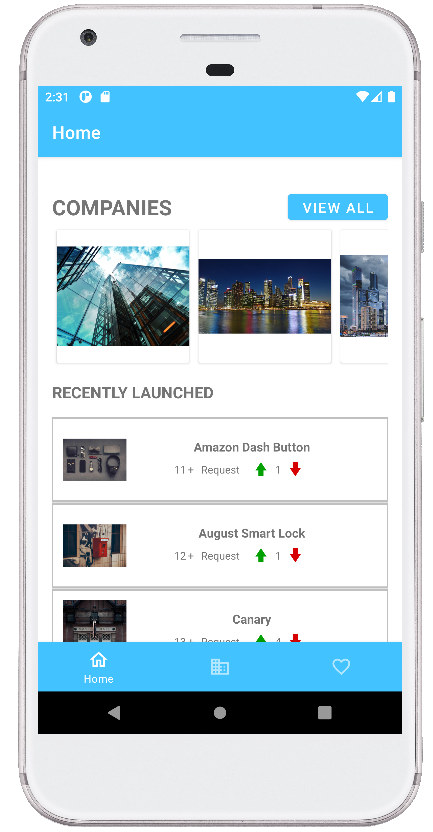 2:31
Home
COMPANIES
VIEW ALL
RECENTLY LAUNCHED
Amazon Dash Button
11+ Request 1
August Smart Lock
12+ Request 1
Canary
13+ Request 4
Home